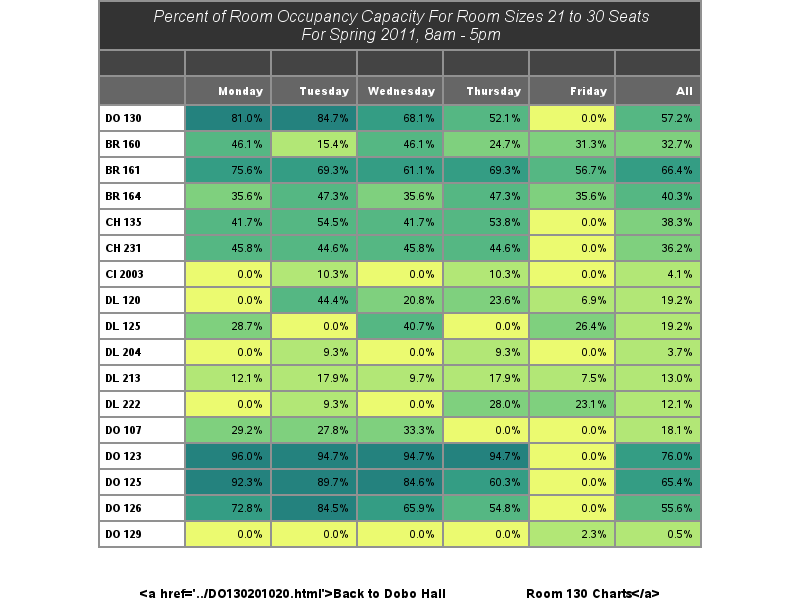 Percent of Room Occupancy Capacity For Room Sizes 21 to 30 Seats
For Spring 2011, 8am - 5pm
Monday Tuesday Wednesday Thursday Friday All
DO 130 81.0% 84.7% 68.1% 52.1% 0.0% 57.2%
BR 160 46.1% 15.4% 46.1% 24.7% 31.3% 32.7%
BR 161 75.6% 69.3% 61.1% 69.3% 56.7% 66.4%
BR 164 35.6% 47.3% 35.6% 47.3% 35.6% 40.3%
CH 135 41.7% 54.5% 41.7% 53.8% 0.0% 38.3%
CH 231 45.8% 44.6% 45.8% 44.6% 0.0% 36.2%
CI 2003 0.0% 10.3% 0.0% 10.3% 0.0% 4.1%
DL 120 0.0% 44.4% 20.8% 23.6% 6.9% 19.2%
DL 125 28.7% 0.0% 40.7% 0.0% 26.4% 19.2%
DL 204 0.0% 9.3% 0.0% 9.3% 0.0% 3.7%
DL 213 12.1% 17.9% 9.7% 17.9% 7.5% 13.0%
DL 222 0.0% 9.3% 0.0% 28.0% 23.1% 12.1%
DO 107 29.2% 27.8% 33.3% 0.0% 0.0% 18.1%
DO 123 96.0% 94.7% 94.7% 94.7% 0.0% 76.0%
DO 125 92.3% 89.7% 84.6% 60.3% 0.0% 65.4%
DO 126 72.8% 84.5% 65.9% 54.8% 0.0% 55.6%
DO 129 0.0% 0.0% 0.0% 0.0% 2.3% 0.5%
<a href='../DO130201020.html'>Back to Dobo Hall Room 130 Charts</a>